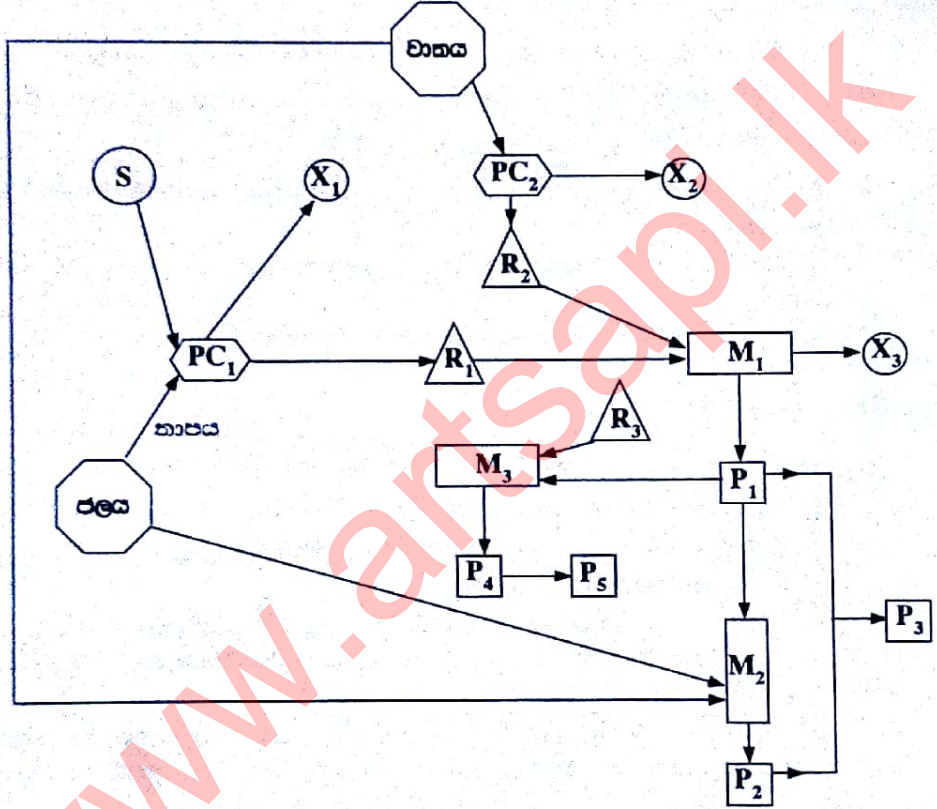 වාතය
S
X₁
PC₂
X₂
R₂
PC₁
R₁
M₁
X₃
තාපය
R₃
M₃
P₁
ජලය
P₄
P₅
P₃
M₂
P₂
www.artsapi.lk